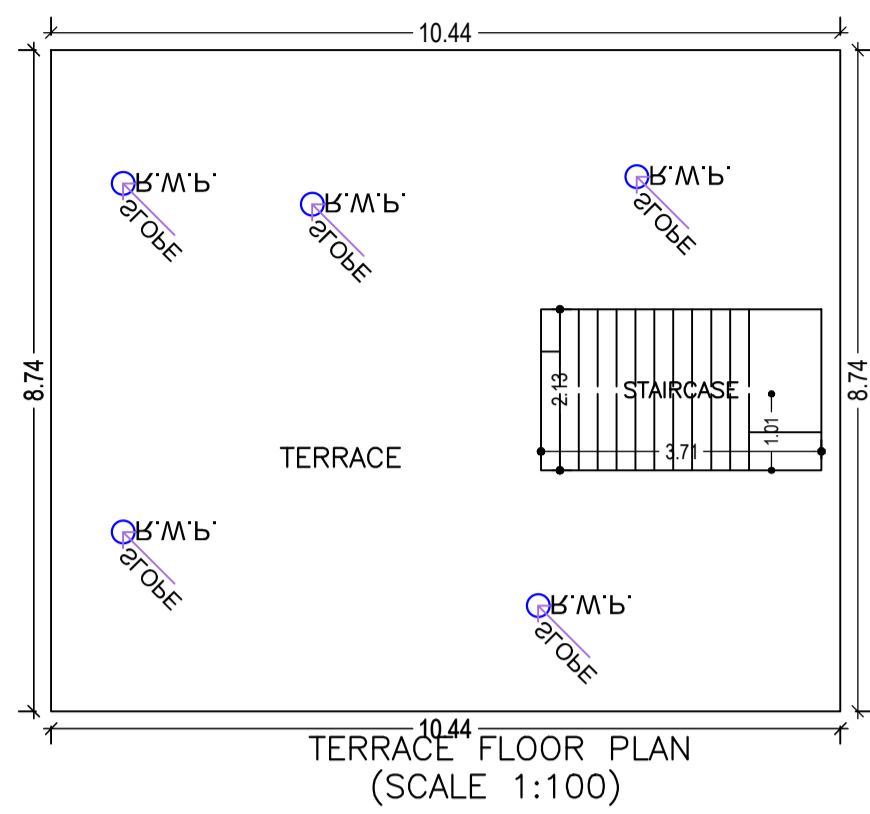 10.44
R.W.P.
SLOPE
R.W.P.
SLOPE
R.W.P.
SLOPE
8.74
8.74
2.13
STAIRCASE
1.01
3.71
TERRACE
R.W.P.
SLOPE
R.W.P.
SLOPE
10.44
TERRACE FLOOR PLAN
(SCALE 1:100)